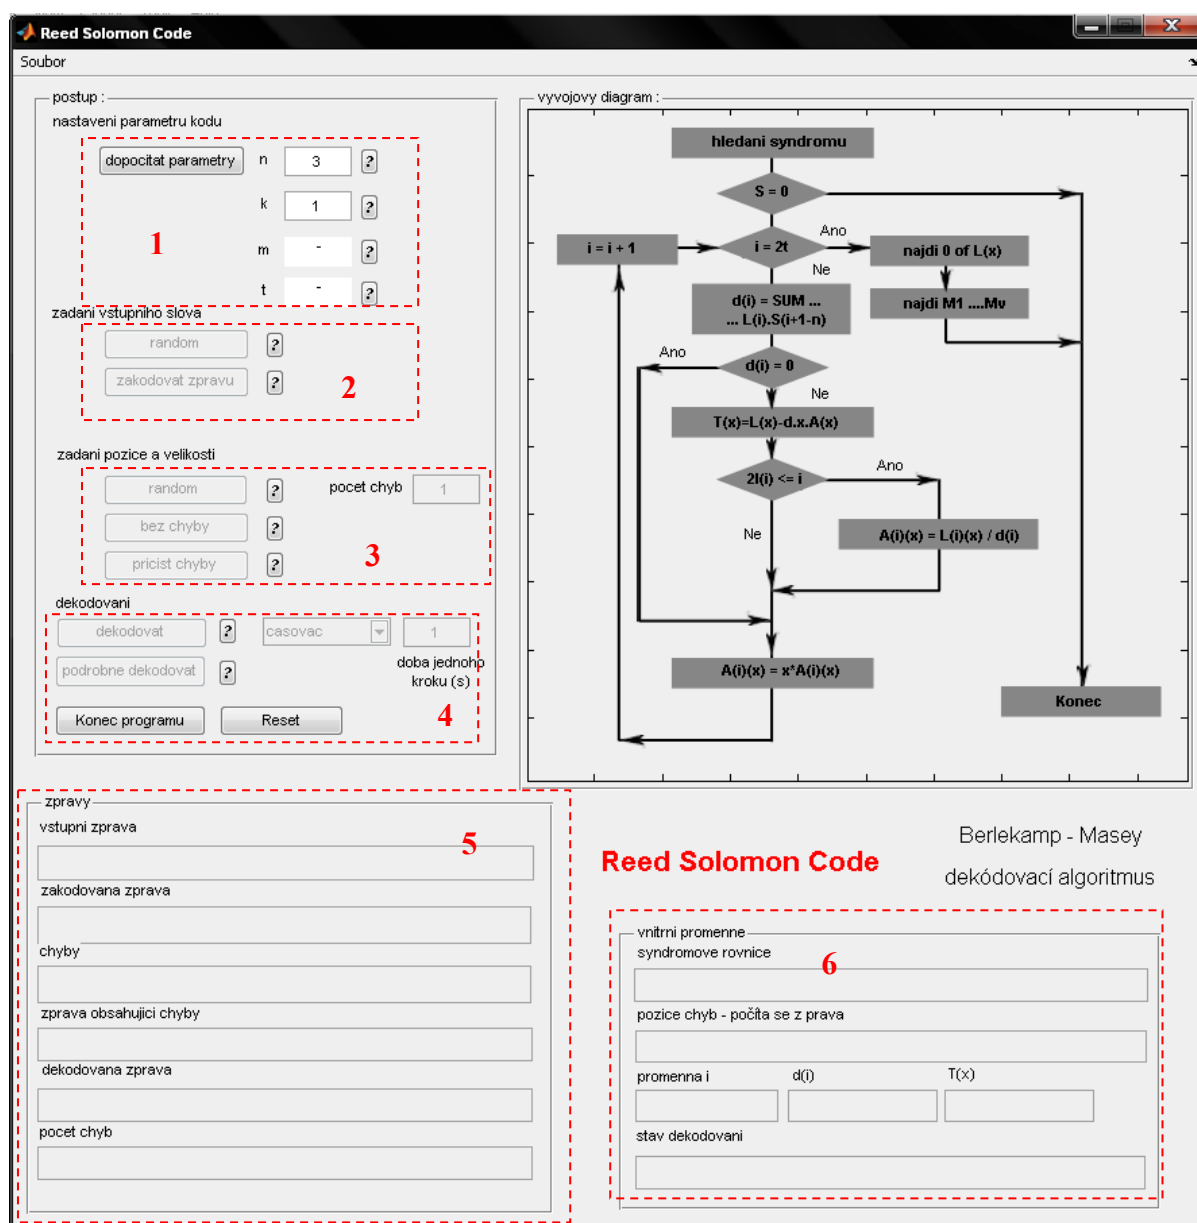 Reed Solomon Code
Soubor
postup :
nastaveni parametru kodu
dopocitat parametry n 3 ?
k 1 ?
1
m - ?
t - ?
zadani vstupniho slova
random ?
zakodovat zpravu ?
2
zadani pozice a velikosti
random ? pocet chyb 1
bez chyby ?
3
pricist chyby ?
dekodovani
dekodovat ? casovac 1
podrobne dekodovat ? doba jednoho
kroku (s)
Konec programu Reset 4
vyvojovy diagram :
hledani syndromu
S = 0
i = i + 1 i = 2t Ano najdi 0 of L(x)
Ne
d(i) = SUM ... najdi M1 ....Mv
... L(i).S(i+1-n)
Ano
d(i) = 0
Ne
T(x)=L(x)-d.x.A(x)
2l(i) <= i Ano
Ne A(i)(x) = L(i)(x) / d(i)
A(i)(x) = x*A(i)(x)
Konec
zpravy
vstupni zprava
5
zakodovana zprava
chyby
zprava obsahujici chyby
dekodovana zprava
pocet chyb
Reed Solomon Code
Berlekamp - Masey
dekódovací algoritmus
vnitrni promenne
syndromove rovnice
6
pozice chyb - počíta se z prava
promenna i d(i) T(x)
stav dekodovani